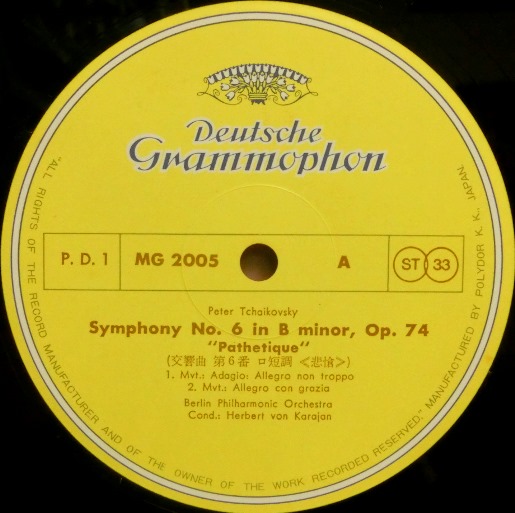 Deutsche
Grammophon
P. D. 1
MG 2005
A
ST 33
Peter Tchaikovsky
Symphony No. 6 in B minor, Op. 74
"Pathetique"
(交響曲 第6番 ロ短調 ≪悲愴≫)
1. Mvt.: Adagio: Allegro non troppo
2. Mvt.: Allegro con grazia
Berlin Philharmonic Orchestra
Cond.: Herbert von Karajan
"ALL RIGHTS OF THE RECORD MANUFACTURER AND OF THE OWNER OF THE WORK RECORDED RESERVED." MANUFACTURED BY POLYDOR K. K., JAPAN.